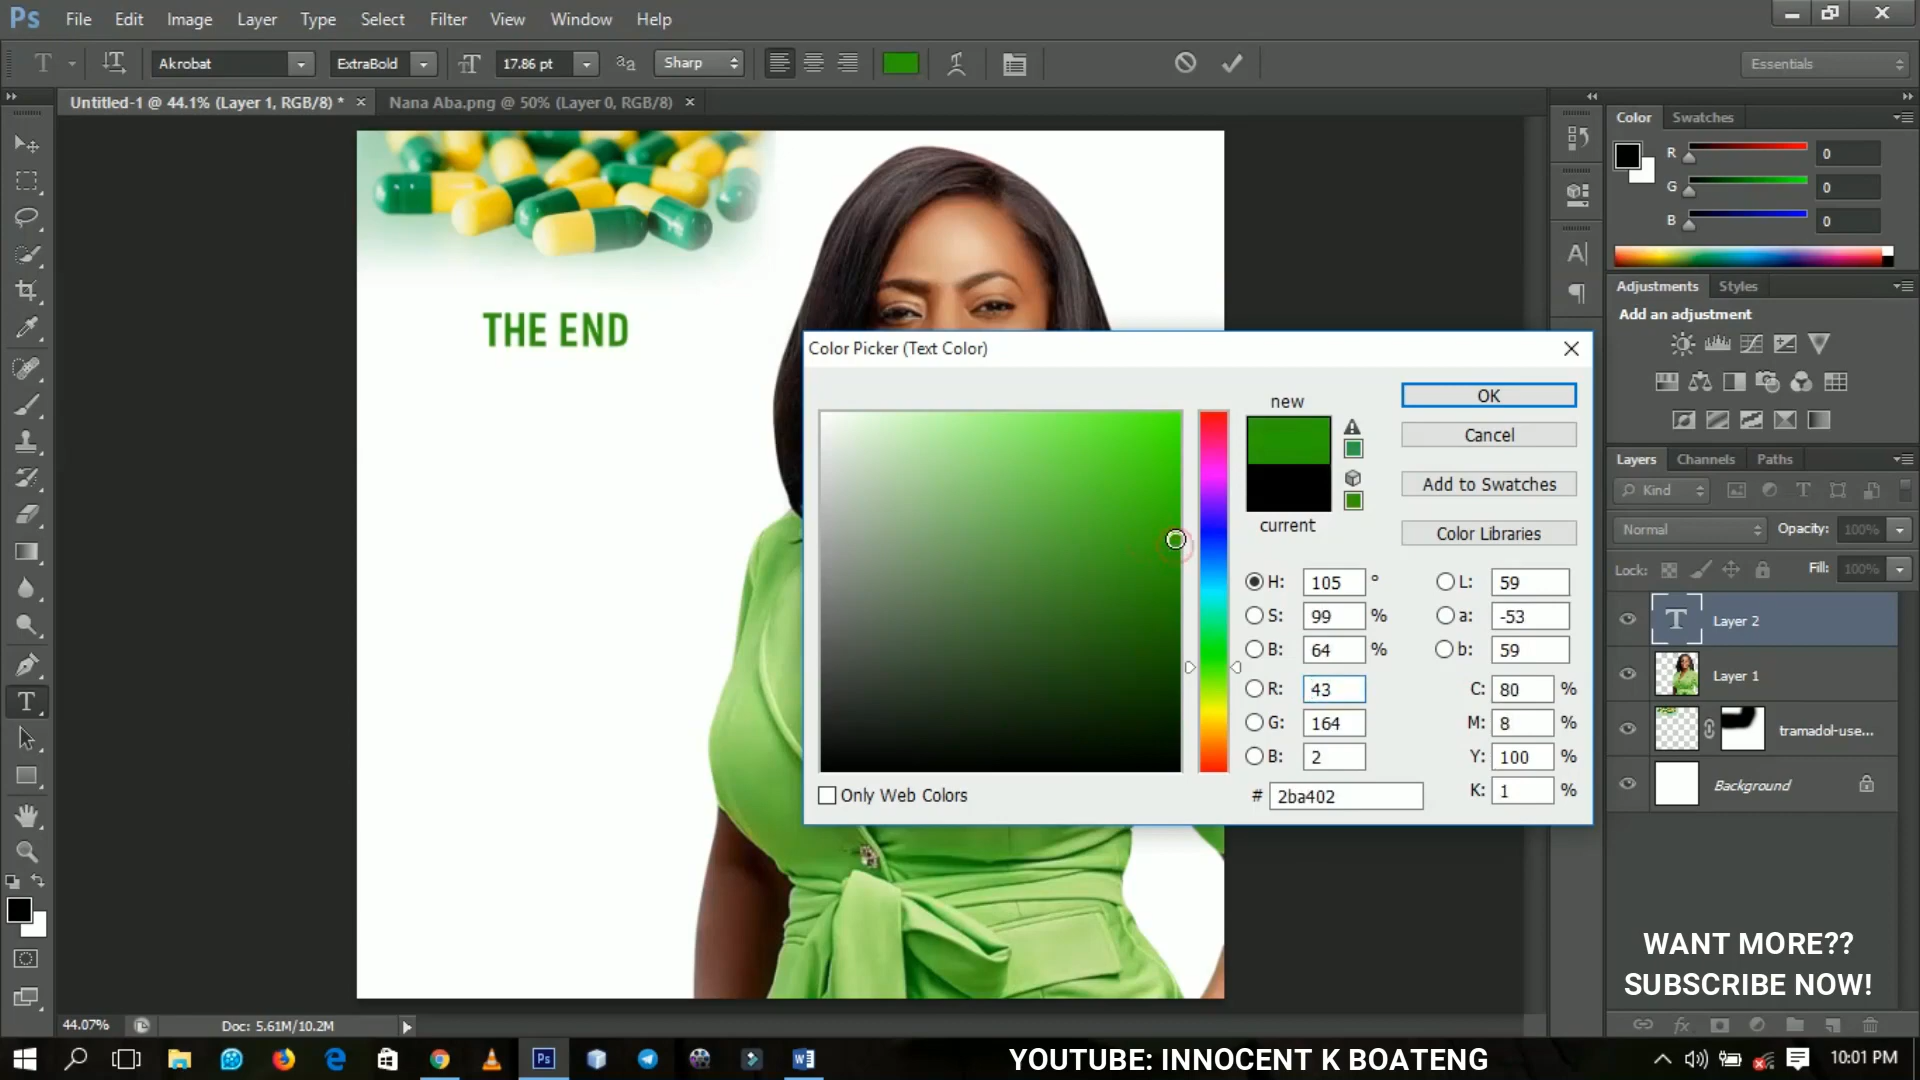 Ps File Edit Image Layer Type Select Filter View Window Help
T Akrobat ExtraBold 17.86 pt Sharp Essentials
Untitled-1 @ 44.1% (Layer 1, RGB/8) * × Nana Aba.png @ 50% (Layer 0, RGB/8) ×
Color Swatches
R 0
G 0
B 0
Adjustments Styles
Add an adjustment
THE END
Color Picker (Text Color)
new
current
OK
Cancel
Add to Swatches
Color Libraries
H: 105 ° L: 59
S: 99 % a: -53
B: 64 % b: 59
R: 43 C: 80 %
G: 164 M: 8 %
B: 2 Y: 100 %
# 2ba402 K: 1 %
Only Web Colors
Layers Channels Paths
Kind
Normal Opacity: 100%
Lock: Fill: 100%
T Layer 2
Layer 1
tramadol-use...
Background
WANT MORE??
SUBSCRIBE NOW!
44.07% Doc: 5.61M/10.2M
YOUTUBE: INNOCENT K BOATENG
10:01 PM